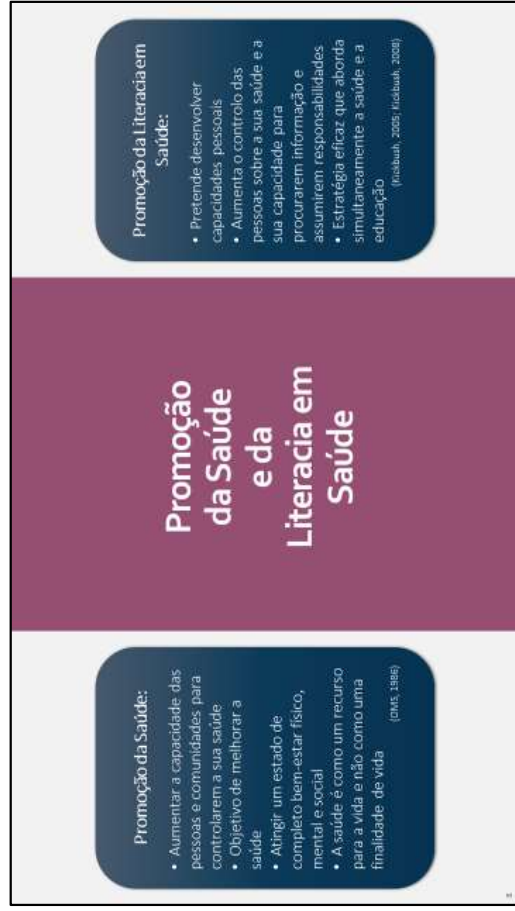 Promoção da Saúde:
• Aumentar a capacidade das
pessoas e comunidades para
controlarem a sua saúde
• Objetivo de melhorar a
saúde
• Atingir um estado de
completo bem-estar físico,
mental e social
• A saúde é como um recurso
para a vida e não como uma
finalidade de vida
(OMS, 1986)
Promoção
da Saúde
e da
Literacia em
Saúde
Promoção da Literacia em
Saúde:
• Pretende desenvolver
capacidades pessoais
• Aumenta o controlo das
pessoas sobre a sua saúde e a
sua capacidade para
procurarem informação e
assumirem responsabilidades
• Estratégia eficaz que aborda
simultaneamente a saúde e a
educação
(Kickbush, 2005; Kickbush, 2008)